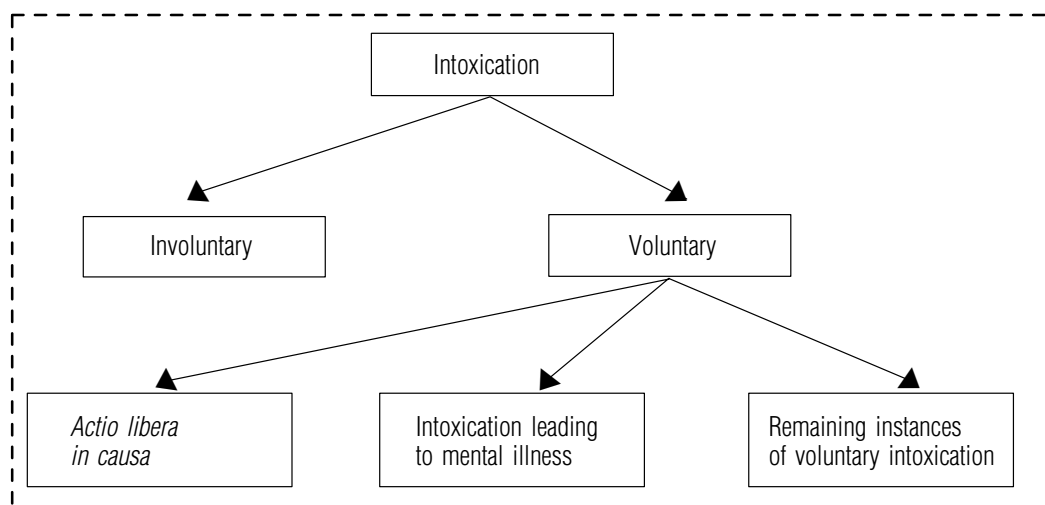 Intoxication
Involuntary
Voluntary
Actio libera
in causa
Intoxication leading
to mental illness
Remaining instances
of voluntary intoxication